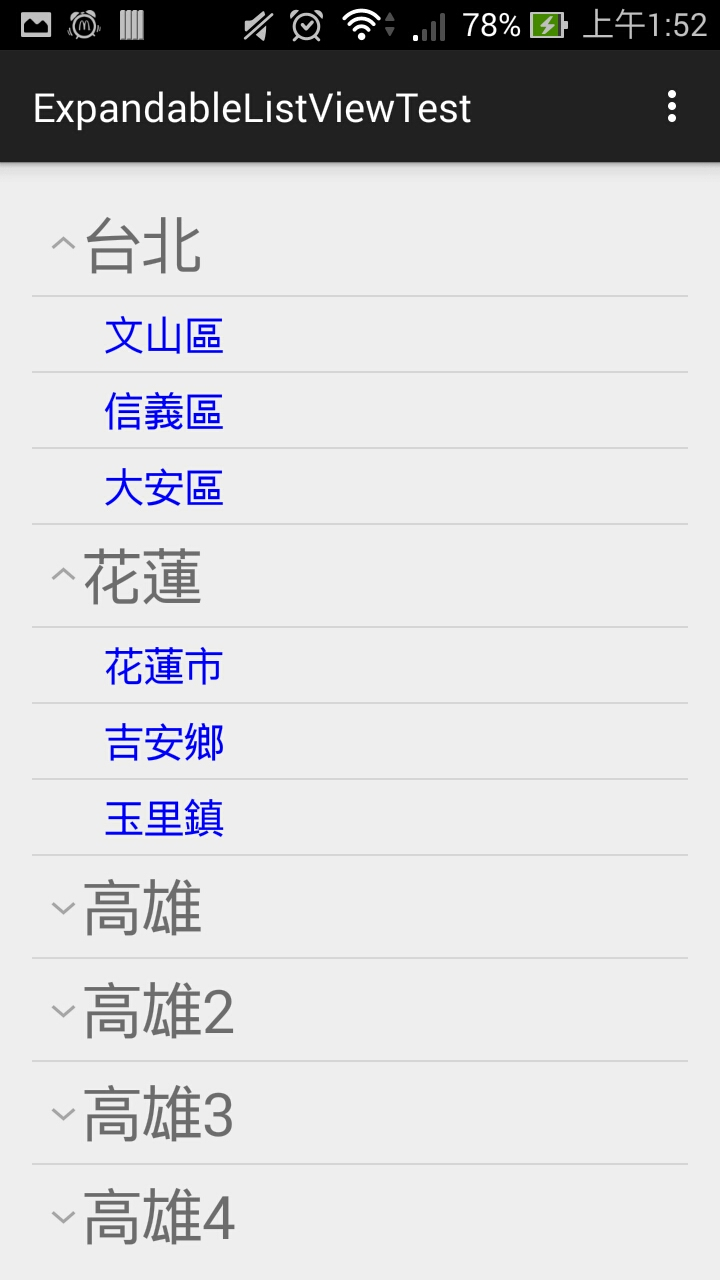 78% 上午1:52
ExpandableListViewTest
台北
文山區
信義區
大安區
花蓮
花蓮市
吉安鄉
玉里鎮
高雄
高雄2
高雄3
高雄4